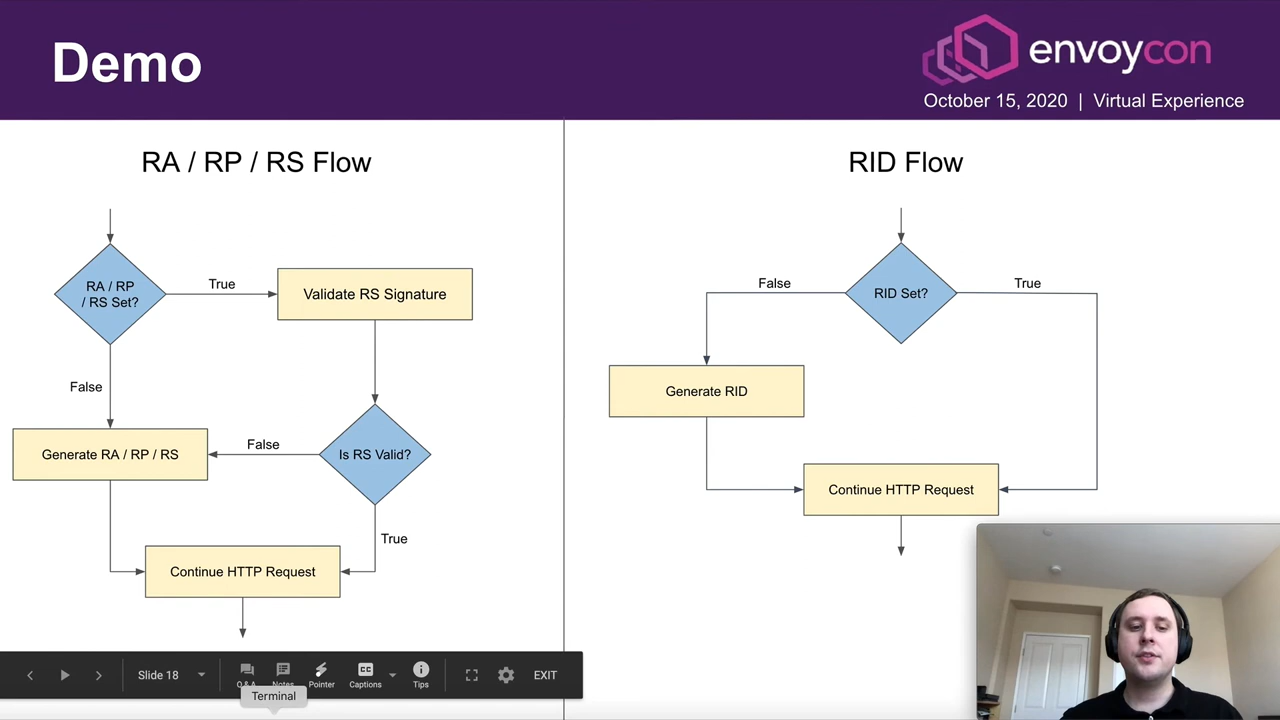 Demo
envoycon
October 15, 2020 | Virtual Experience
RA / RP / RS Flow
RA / RP
/ RS Set?
True
Validate RS Signature
False
Generate RA / RP / RS
False
Is RS Valid?
True
Continue HTTP Request
RID Flow
False
RID Set?
True
Generate RID
Continue HTTP Request
Slide 18
Q&A
Notes
Pointer
CC
Captions
Tips
EXIT
Terminal